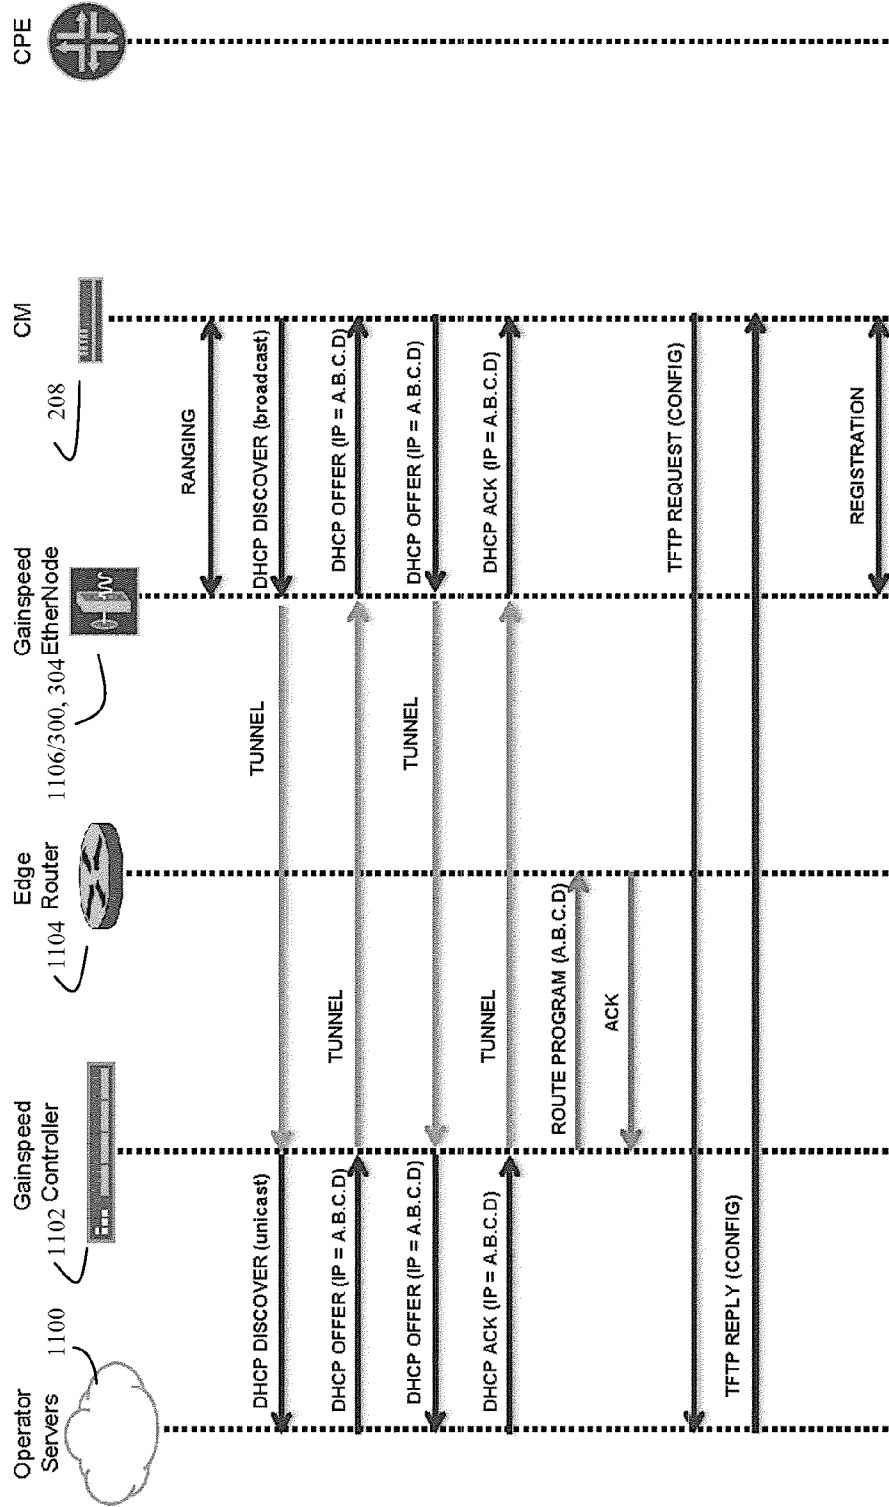 Operator
Servers
1100
Gainspeed
Controller
1102
Edge
Router
1104
Gainspeed
EtherNode
1106/300, 304
CM
208
CPE
RANGING
DHCP DISCOVER (unicast)
TUNNEL
DHCP DISCOVER (broadcast)
DHCP OFFER (IP = A.B.C.D)
TUNNEL
DHCP OFFER (IP = A.B.C.D)
DHCP OFFER (IP = A.B.C.D)
TUNNEL
DHCP OFFER (IP = A.B.C.D)
DHCP ACK (IP = A.B.C.D)
TUNNEL
DHCP ACK (IP = A.B.C.D)
ROUTE PROGRAM (A.B.C.D)
ACK
TFTP REQUEST (CONFIG)
TFTP REPLY (CONFIG)
REGISTRATION